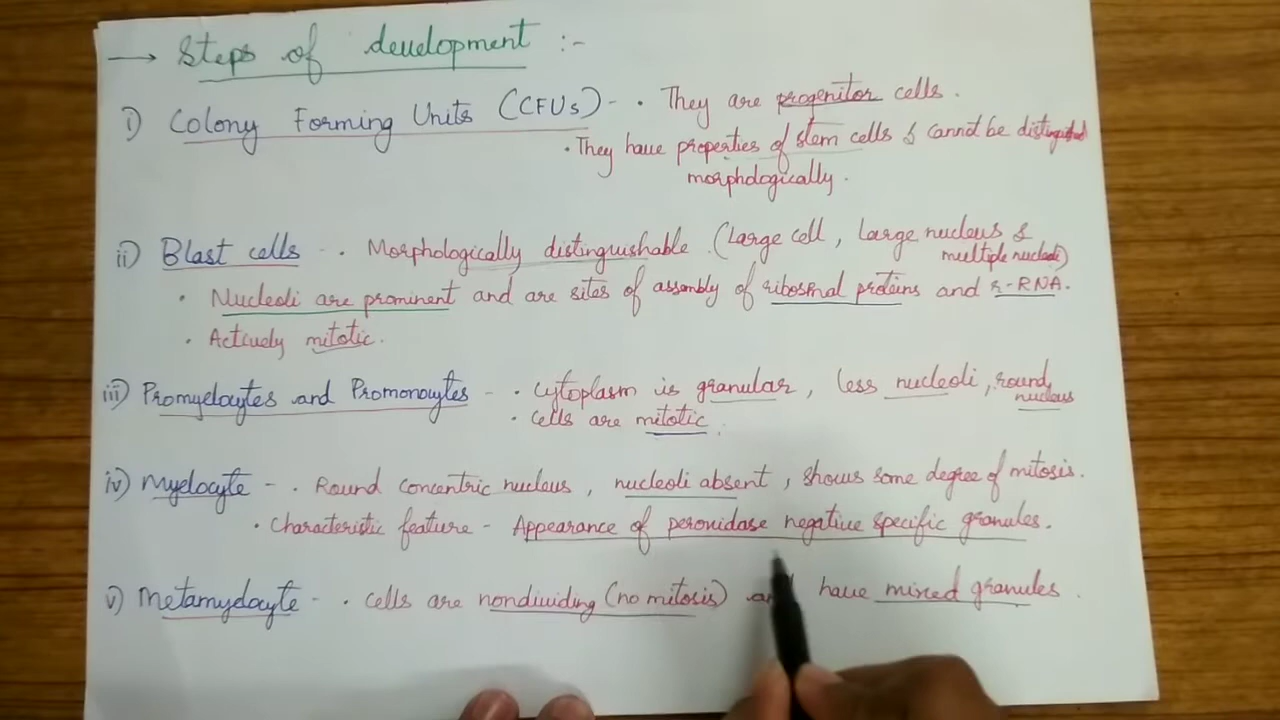 → Steps of development :-
i) Colony Forming Units (CFUs) - • They are progenitor cells.
• They have properties of stem cells & cannot be distinguished
morphologically.
ii) Blast cells - • Morphologically distinguishable (Large cell, large nucleus &
multiple nucleoli)
• Nucleoli are prominent and are sites of assembly of ribosomal proteins and r-RNA.
• Actively mitotic.
iii) Promyelocytes and Promonocytes - • Cytoplasm is granular, less nucleoli, round
nucleus
• Cells are mitotic.
iv) Myelocyte - • Round concentric nucleus, nucleoli absent, shows some degree of mitosis.
• Characteristic feature - Appearance of peroxidase negative specific granules.
v) Metamyelocyte - • Cells are nondividing (no mitosis) and have mixed granules.